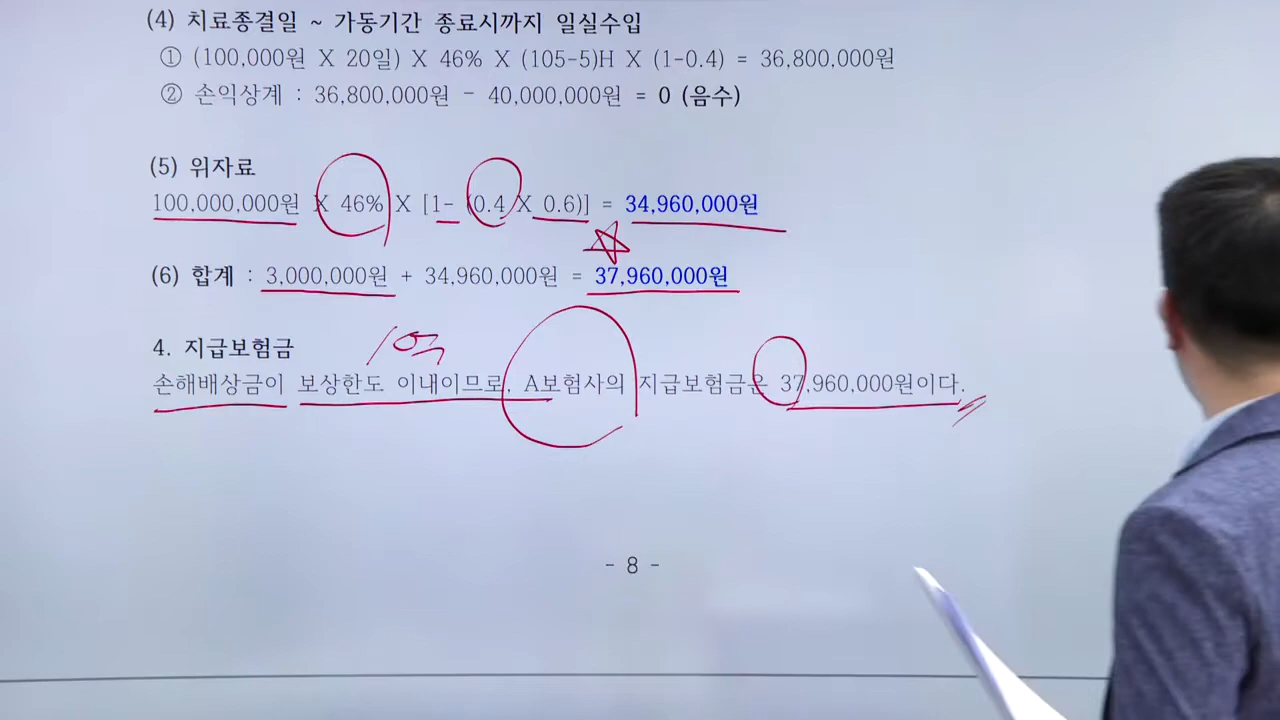 (4) 치료종결일 ~ 가동기간 종료시까지 일실수입
① (100,000원 X 20일) X 46% X (105-5)H X (1-0.4) = 36,800,000원
② 손익상계 : 36,800,000원 - 40,000,000원 = 0 (음수)
(5) 위자료
100,000,000원 X 46% X [1- (0.4 X 0.6)] = 34,960,000원
(6) 합계 : 3,000,000원 + 34,960,000원 = 37,960,000원
4. 지급보험금
1억
손해배상금이 보상한도 이내이므로, A보험사의 지급보험금은 37,960,000원이다.
- 8 -